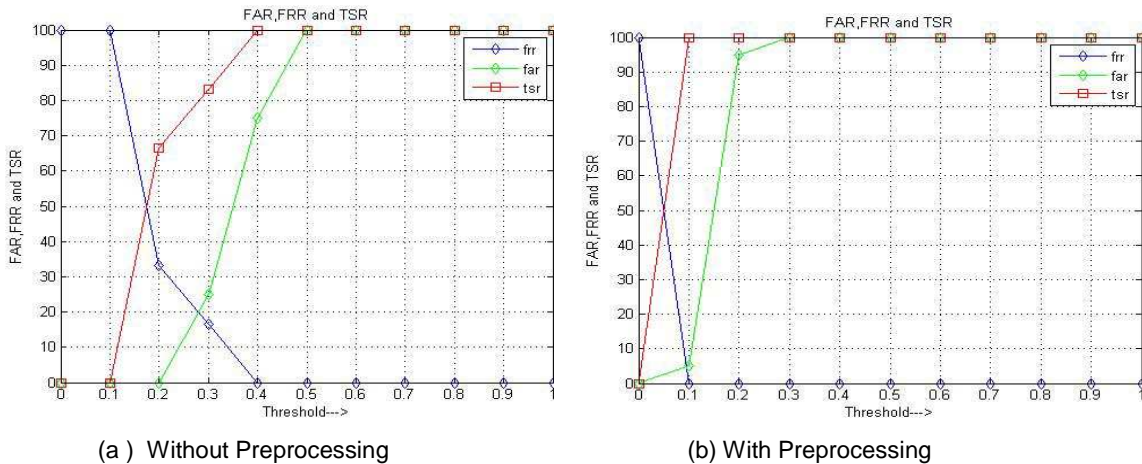 FAR,FRR and TSR
100
90
80
70
60
50
40
30
20
10
0
FAR,FRR and TSR
frr
far
tsr
0 0.1 0.2 0.3 0.4 0.5 0.6 0.7 0.8 0.9 1
Threshold--->
(a ) Without Preprocessing
FAR,FRR and TSR
100
90
80
70
60
50
40
30
20
10
0
FAR,FRR and TSR
frr
far
tsr
0 0.1 0.2 0.3 0.4 0.5 0.6 0.7 0.8 0.9 1
Threshold--->
(b) With Preprocessing